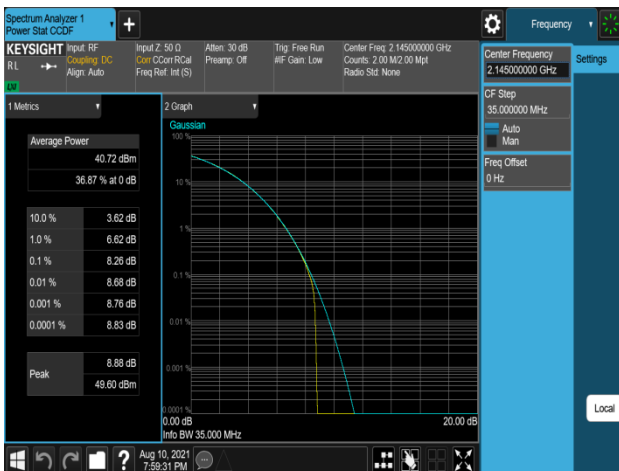 Spectrum Analyzer 1
Power Stat CCDF
Frequency
KEYSIGHT
RL
Input: RF
Coupling: DC
Align: Auto
Input Z: 50 Ω
Corr CCorr RCal
Freq Ref: Int (S)
Atten: 30 dB
Preamp: Off
Trig: Free Run
#IF Gain: Low
Center Freq: 2.145000000 GHz
Counts: 2.00 M/2.00 Mpt
Radio Std: None
Center Frequency
2.145000000 GHz
Settings
CF Step
35.000000 MHz
Auto
Man
Freq Offset
0 Hz
1 Metrics
Average Power
40.72 dBm
36.87 % at 0 dB
10.0 % 3.62 dB
1.0 % 6.62 dB
0.1 % 8.26 dB
0.01 % 8.68 dB
0.001 % 8.76 dB
0.0001 % 8.83 dB
Peak
8.88 dB
49.60 dBm
2 Graph
Gaussian
100 %
10 %
1 %
0.1 %
0.01 %
0.001 %
0.0001 %
0.00 dB 20.00 dB
Info BW 35.000 MHz
Local
Aug 10, 2021
7:59:31 PM